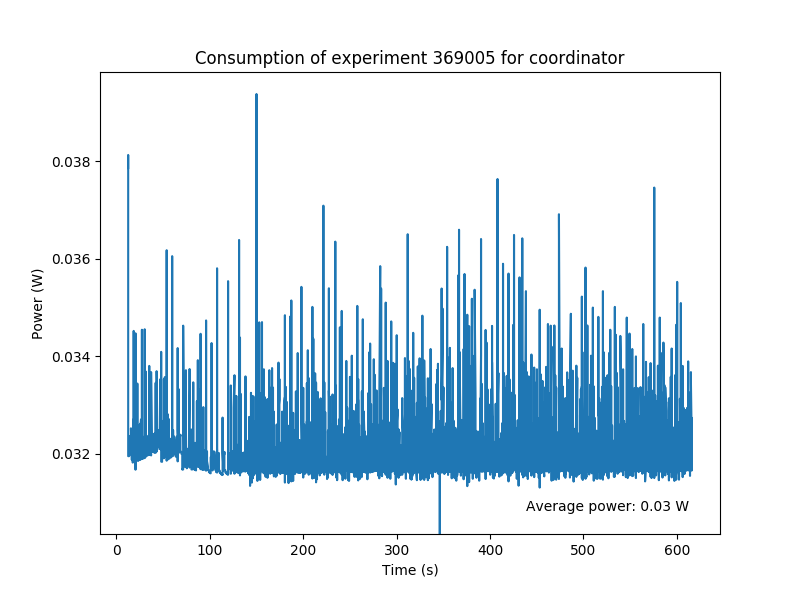 Consumption of experiment 369005 for coordinator
0.038
0.036
0.034
0.032
Power (W)
Average power: 0.03 W
0 100 200 300 400 500 600
Time (s)